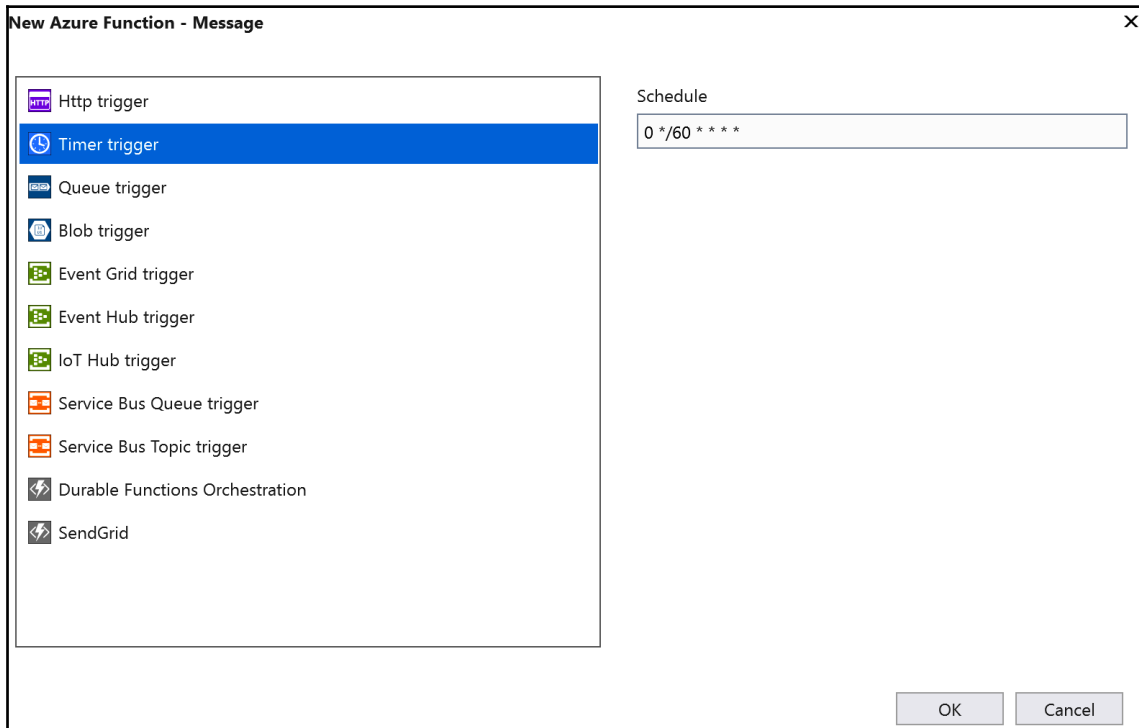 New Azure Function - Message
Http trigger
Timer trigger
Queue trigger
Blob trigger
Event Grid trigger
Event Hub trigger
IoT Hub trigger
Service Bus Queue trigger
Service Bus Topic trigger
Durable Functions Orchestration
SendGrid
Schedule
0 */60 * * * *
OK
Cancel